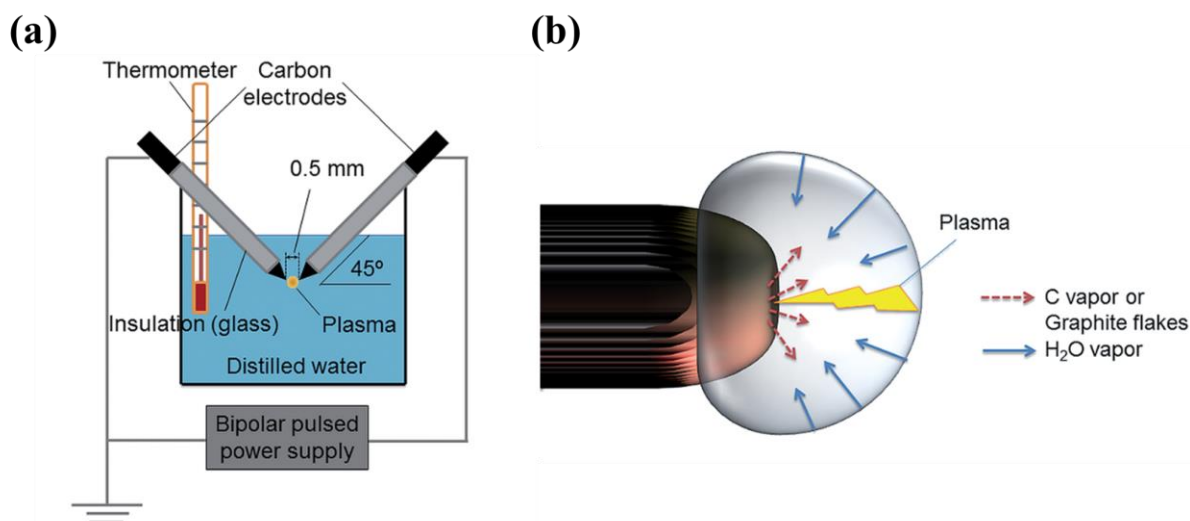 (a)
Thermometer
Carbon
electrodes
0.5 mm
45º
Insulation (glass)
Plasma
Distilled water
Bipolar pulsed
power supply
(b)
Plasma
C vapor or
Graphite flakes
H₂O vapor